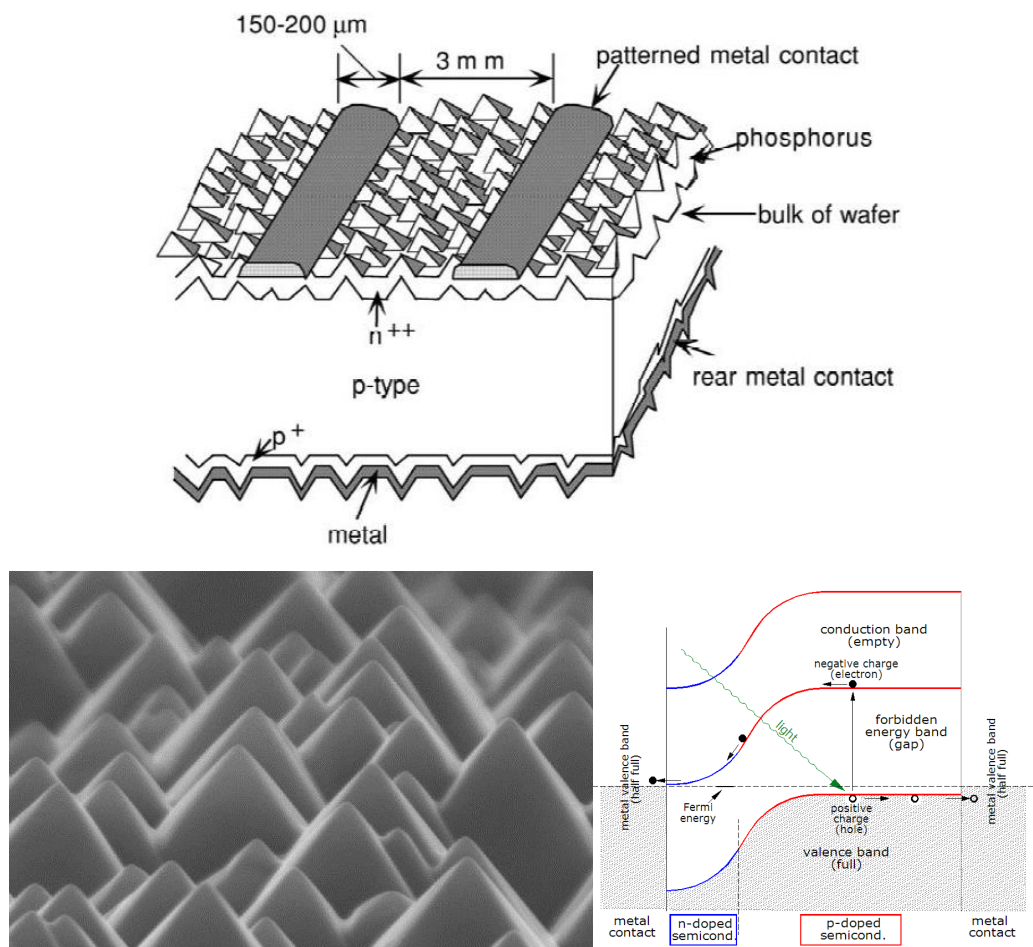 150-200 µm
3 m m
patterned metal contact
phosphorus
bulk of wafer
n++
rear metal contact
p-type
p+
metal
conduction band
(empty)
negative charge
(electron)
light
forbidden
energy band
(gap)
metal valence band
(half full)
metal valence band
(half full)
Fermi
energy
positive
charge
(hole)
valence band
(full)
metal
contact
n-doped
semicond.
p-doped
semicond.
metal
contact